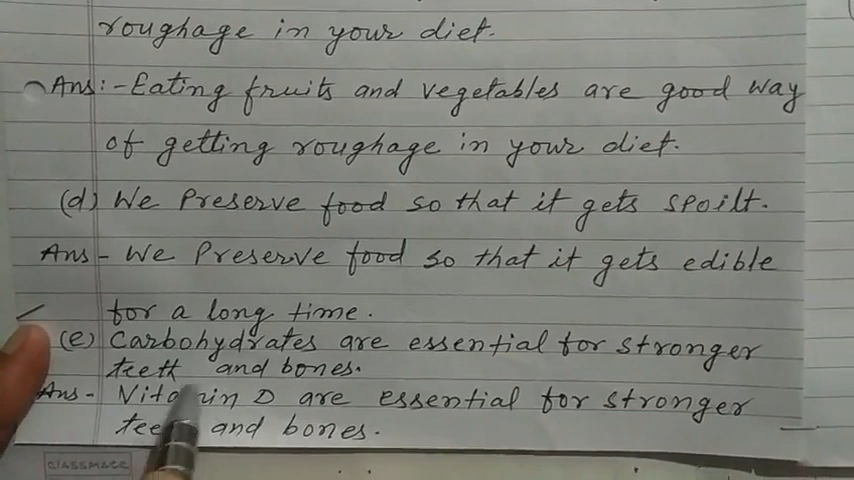 roughage in your diet.
Ans:-Eating fruits and vegetables are good way
of getting roughage in your diet.
(d) We Preserve food so that it gets spoilt.
Ans- We Preserve food so that it gets edible
for a long time.
(e) Carbohydrates are essential for stronger
teeth and bones.
Ans- D are essential for stronger
and bones.
CLASSMATE